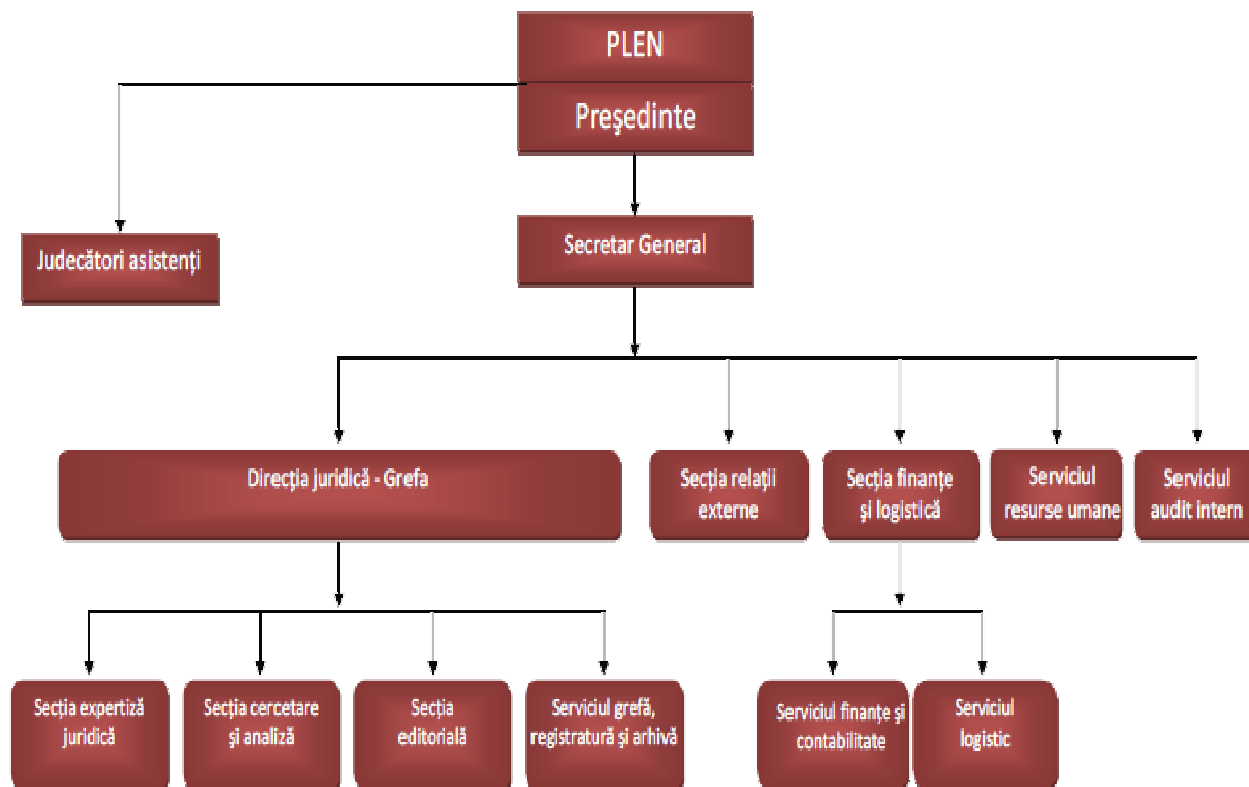 PLEN
Președinte
Judecători asistenți
Secretar General
Direcția juridică - Grefa
Secția relații
externe
Secția finanțe
și logistică
Serviciul
resurse umane
Serviciul
audit intern
Secția expertiză
juridică
Secția cercetare
și analiză
Secția
editorială
Serviciul grefă,
registratură și arhivă
Serviciul finanțe și
contabilitate
Serviciul
logistic